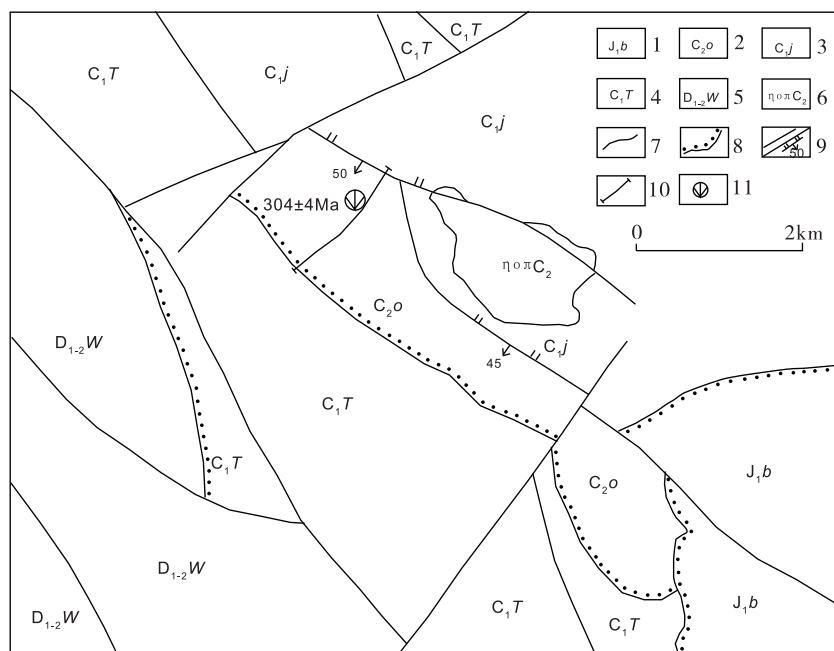 C₁T
C₁j
C₁T
C₁T
J₁b 1
C₂o 2
C₁j 3
C₁T 4
D₁₋₂W 5
ηοπC₂ 6
7
8
50 9
10
11
0 2km
C₁j
50
304±4Ma
ηοπC₂
C₂o
C₁j
45
D₁₋₂W
C₁T
C₁T
C₂o
J₁b
D₁₋₂W
C₁T
C₁T
J₁b
D₁₋₂W